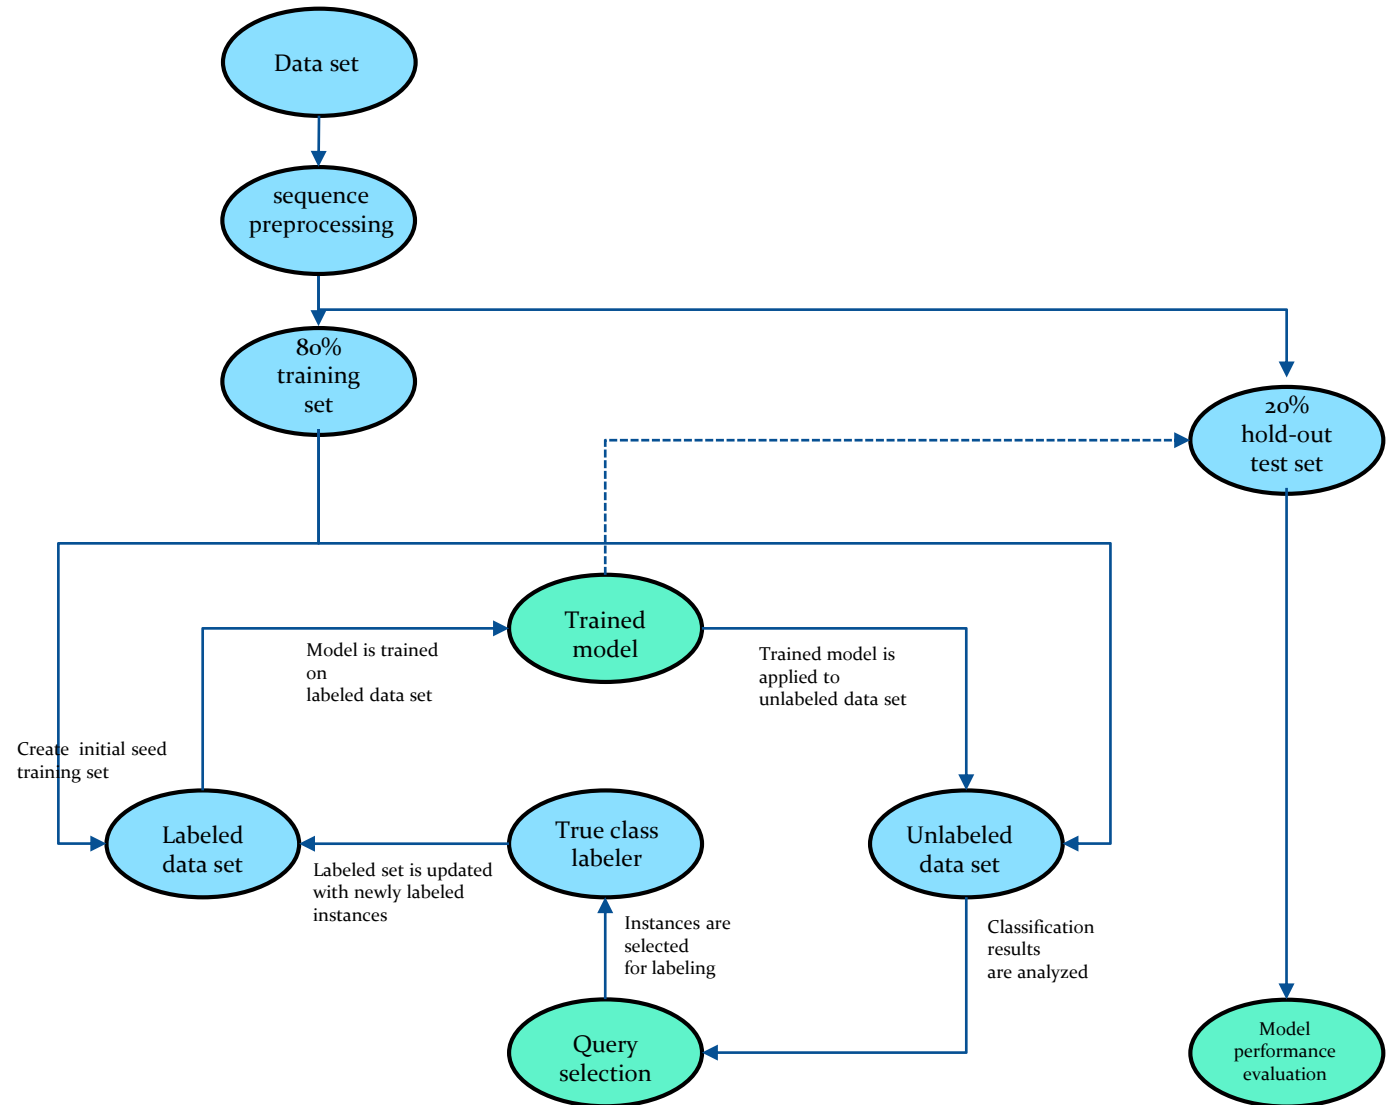 Data set
sequence
preprocessing
80%
training
set
20%
hold-out
test set
Trained
model
Model is trained
on
labeled data set
Trained model is
applied to
unlabeled data set
Create initial seed
training set
Labeled
data set
True class
labeler
Unlabeled
data set
Labeled set is updated
with newly labeled
instances
Instances are
selected
for labeling
Classification
results
are analyzed
Query
selection
Model
performance
evaluation